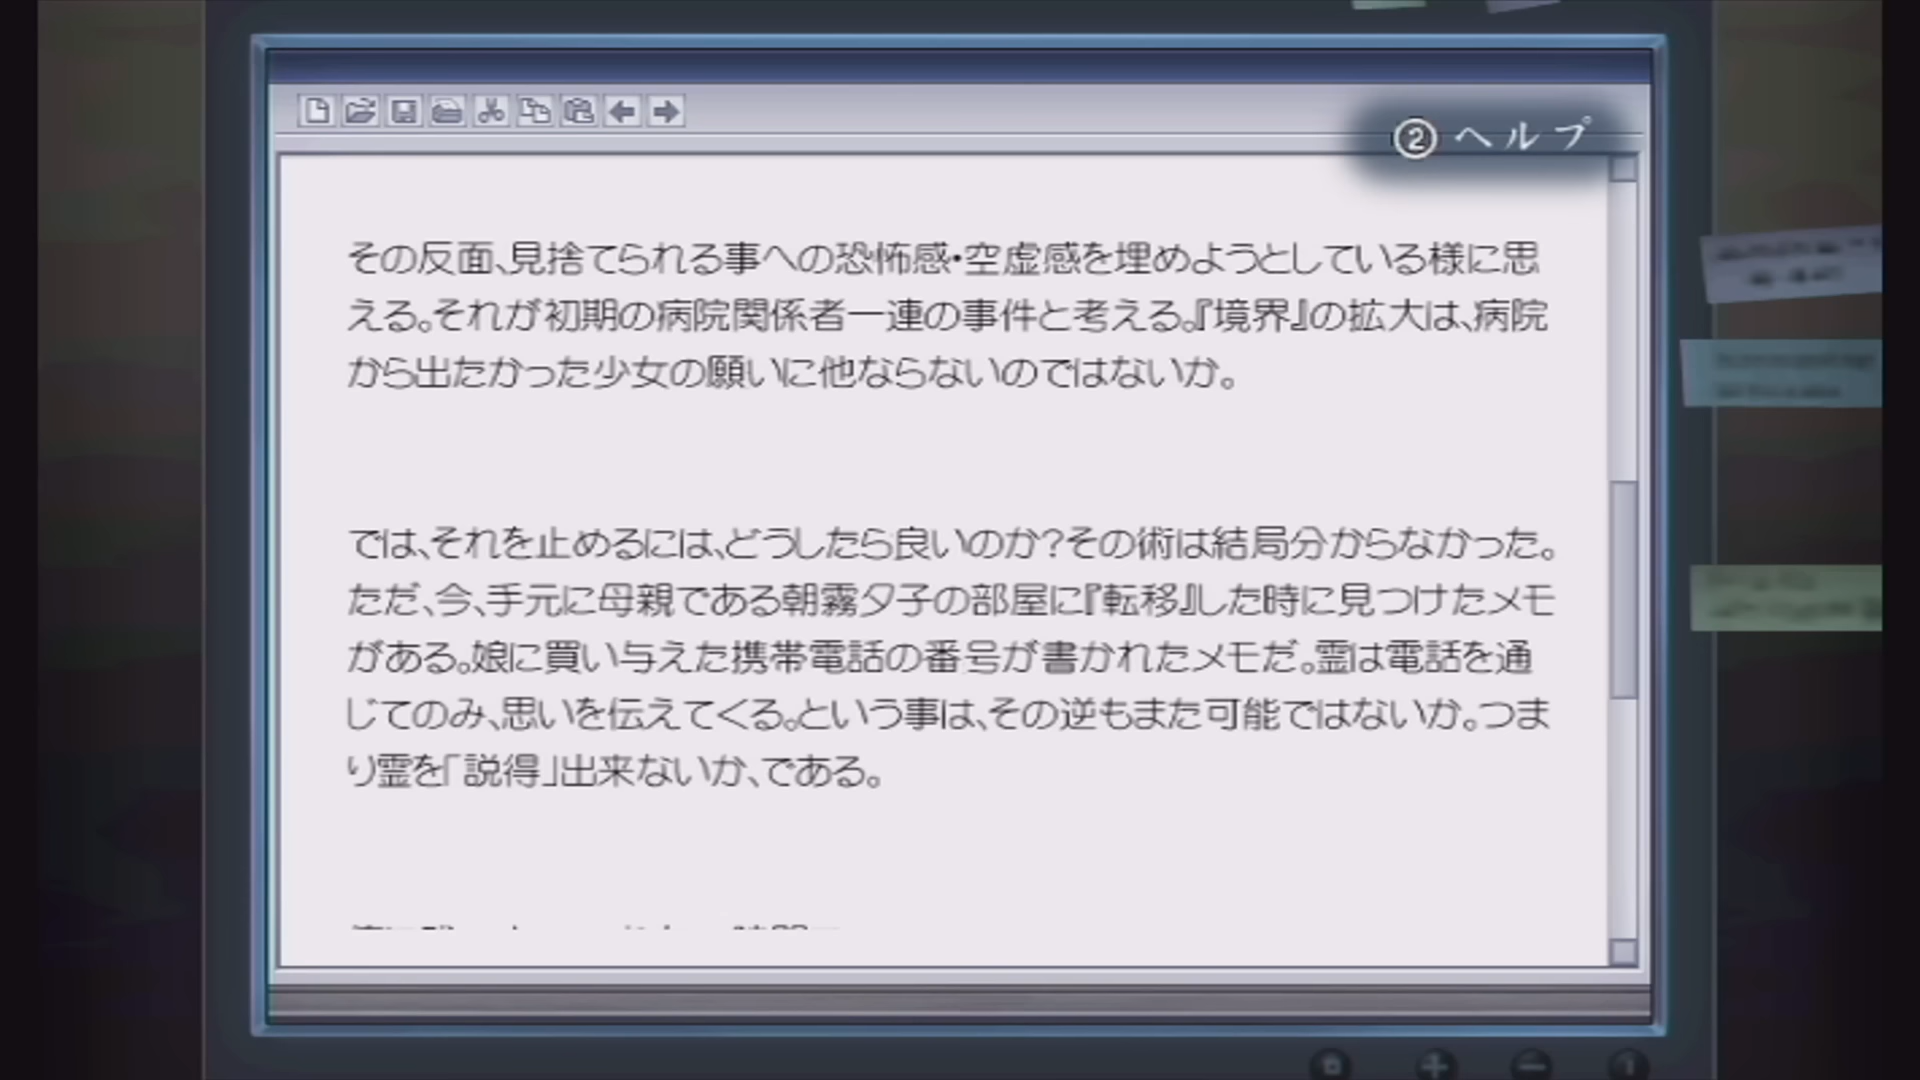 ②ヘルプ
その反面、見捨てられる事への恐怖感・空虚感を埋めようとしている様に思
える。それが初期の病院関係者一連の事件と考える。『境界』の拡大は、病院
から出たかった少女の願いに他ならないのではないか。
では、それを止めるには、どうしたら良いのか？その術は結局分からなかった。
ただ、今、手元に母親である朝霧夕子の部屋に『転移』した時に見つけたメモ
がある。娘に買い与えた携帯電話の番号が書かれたメモだ。霊は電話を通
じてのみ、思いを伝えてくる。という事は、その逆もまた可能ではないか。つま
り霊を「説得」出来ないか、である。